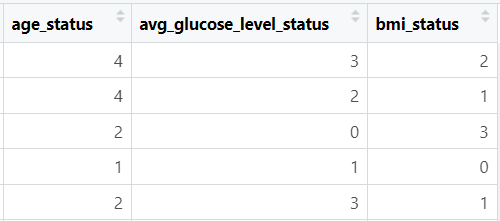 age_status avg_glucose_level_status bmi_status
4 3 2
4 2 1
2 0 3
1 1 0
2 3 1